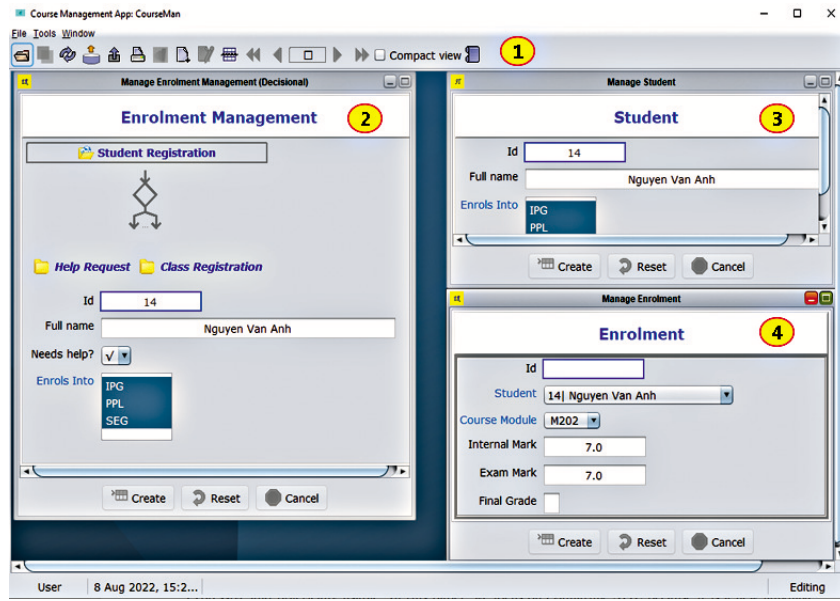 Course Management App: CourseMan
File Tools Window
Compact view
1
Manage Enrolment Management (Decisional)
Enrolment Management
2
Student Registration
Help Request Class Registration
Id 14
Full name Nguyen Van Anh
Needs help? √
Enrols Into IPG
PPL
SEG
Create Reset Cancel
Manage Student
Student
3
Id 14
Full name Nguyen Van Anh
Enrols Into IPG
PPL
Create Reset Cancel
Manage Enrolment
Enrolment
4
Id
Student 14| Nguyen Van Anh
Course Module M202
Internal Mark 7.0
Exam Mark 7.0
Final Grade
Create Reset Cancel
User 8 Aug 2022, 15:2... Editing